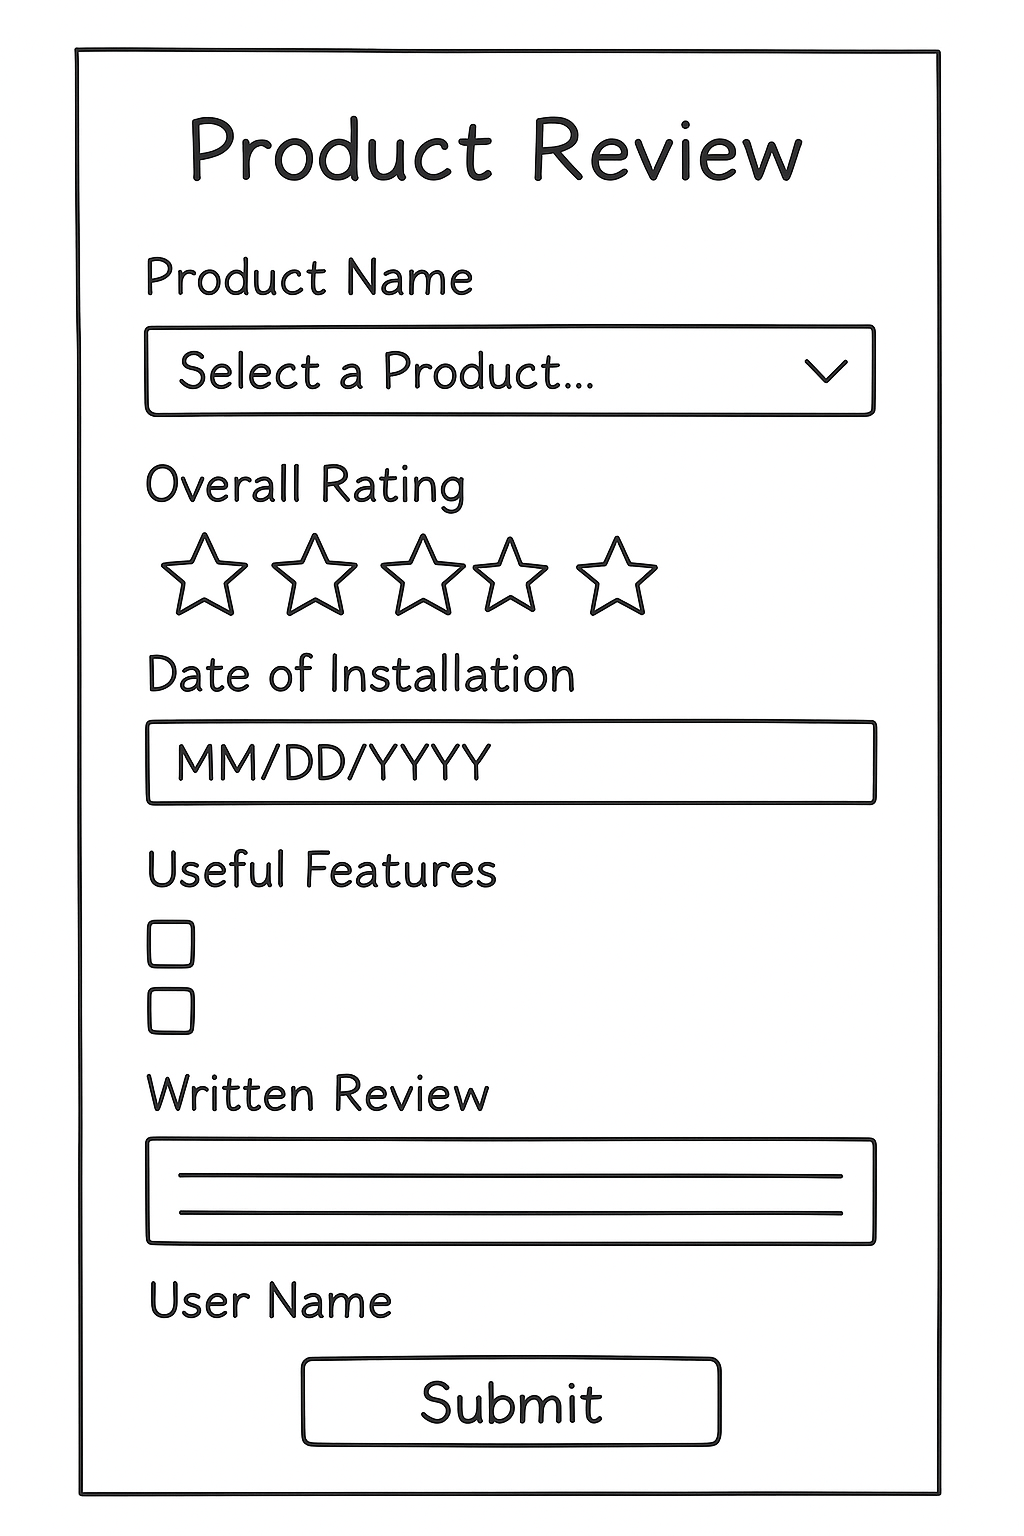 Product Review
Product Name
Select a Product...
Overall Rating
Date of Installation
MM/DD/YYYY
Useful Features
Written Review
User Name
Submit